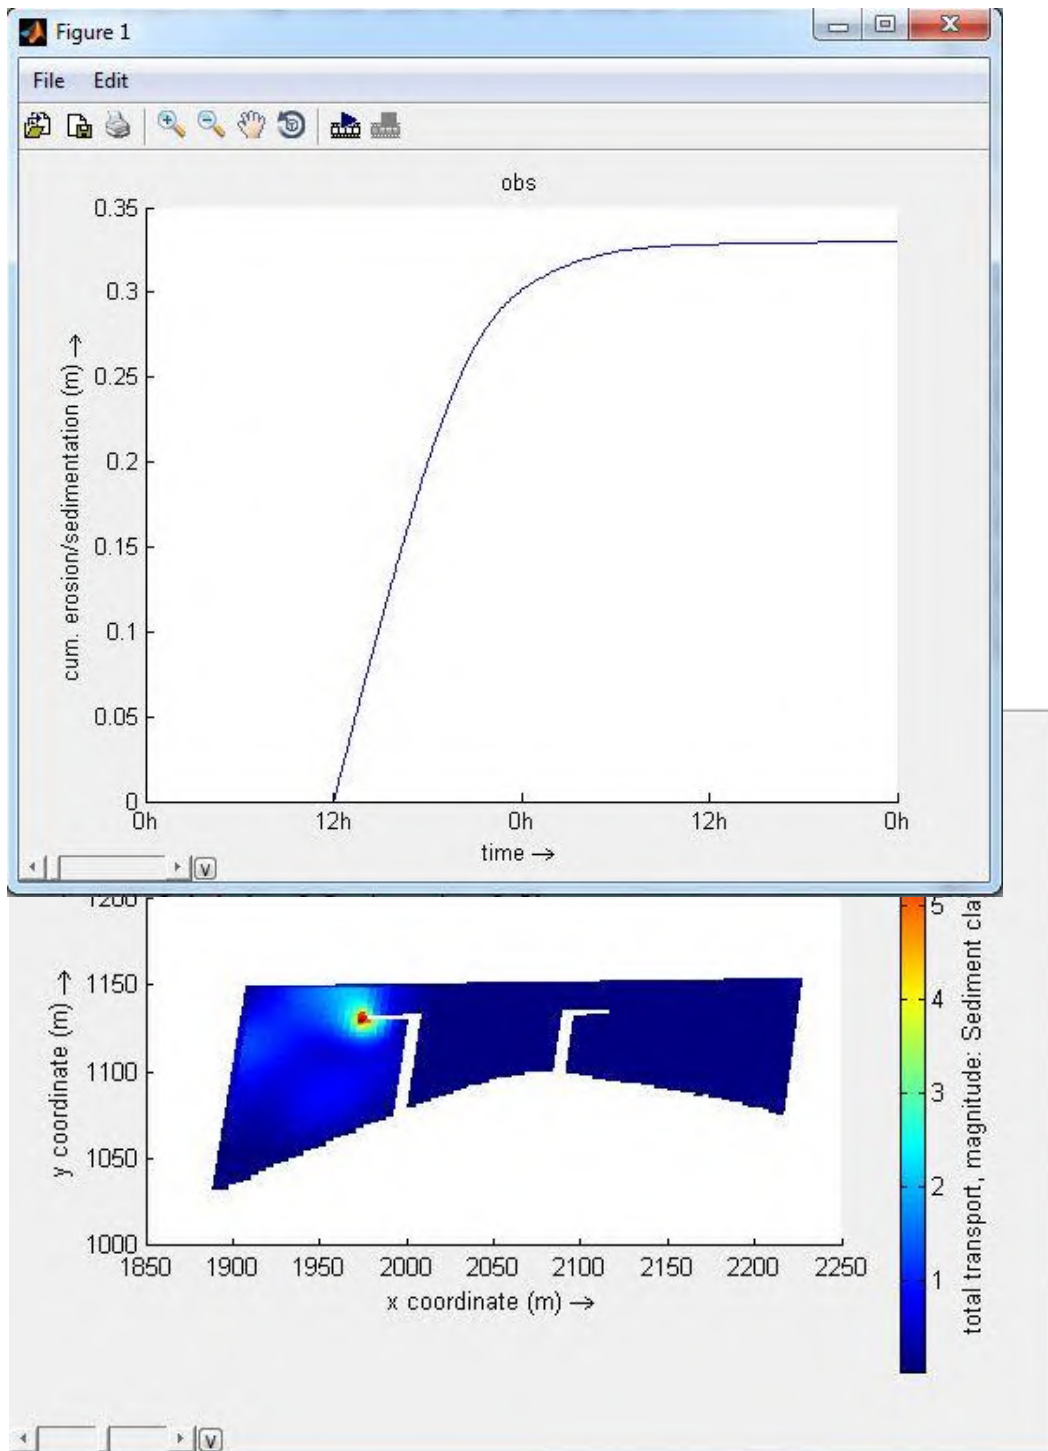 Figure 1
File Edit
obs
0.35
0.3
0.25
0.2
0.15
0.1
0.05
0
cum. erosion/sedimentation (m) →
0h 12h 0h 12h 0h
time →
V
1200
1150
1100
1050
1000
y coordinate (m) →
1850 1900 1950 2000 2050 2100 2150 2200 2250
x coordinate (m) →
5
4
3
2
1
total transport, magnitude: Sediment cla
V